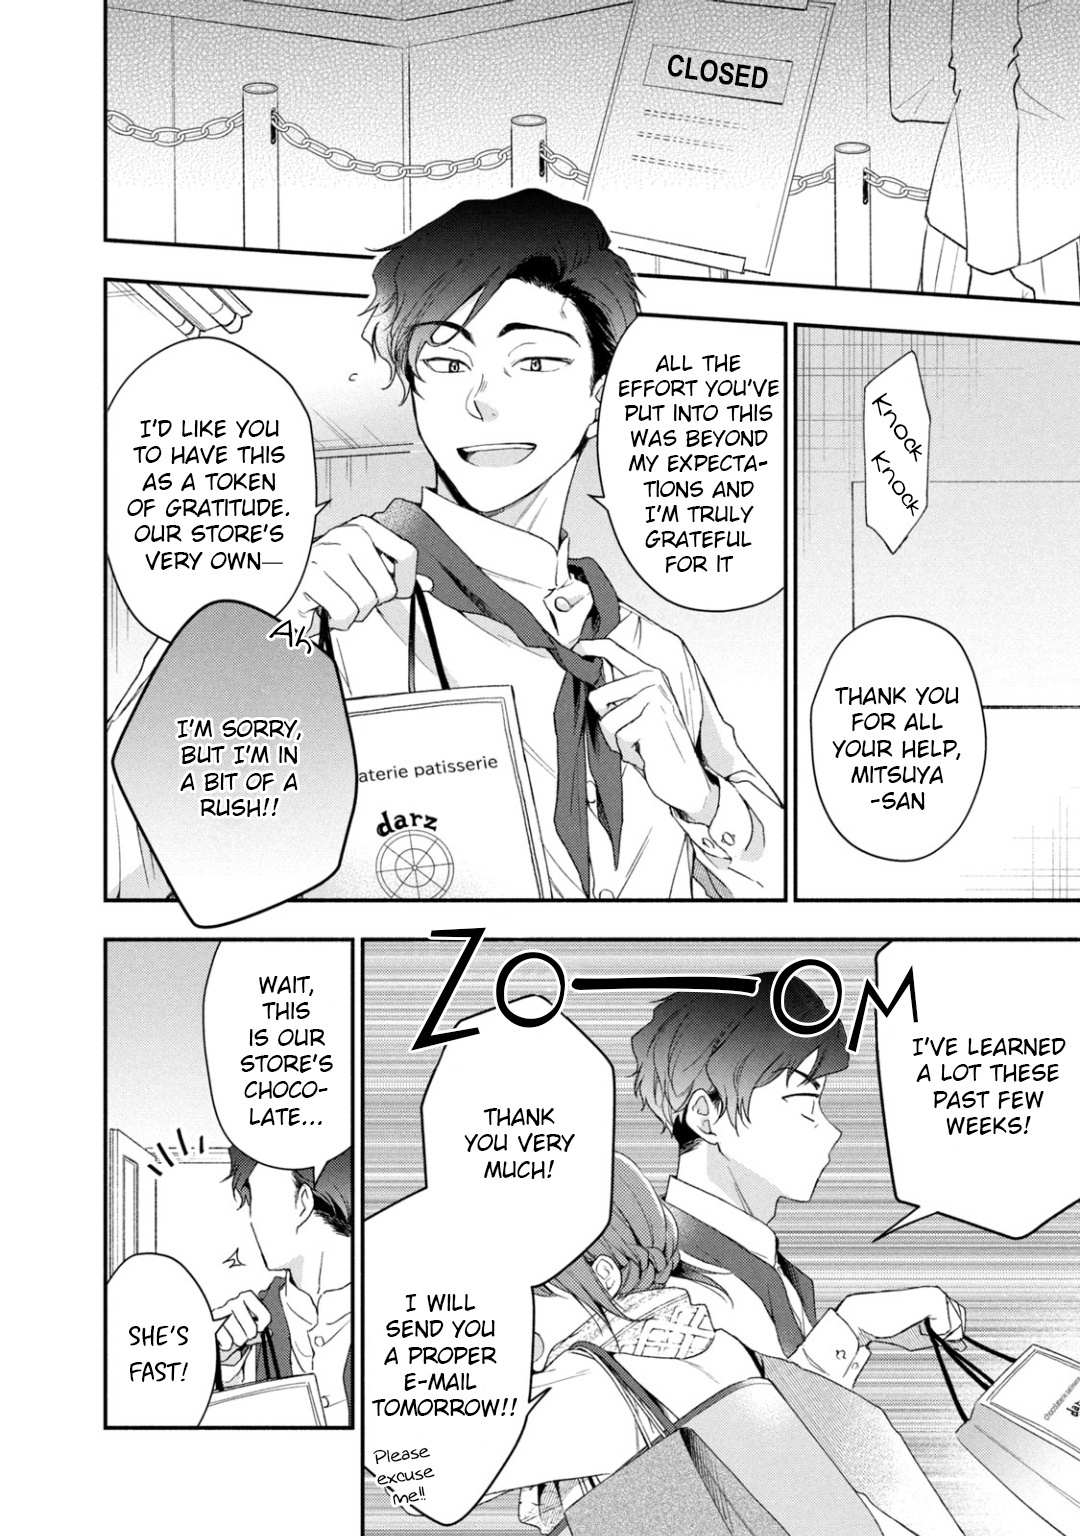 CLOSED
Knock
Knock
THANK YOU
FOR ALL
YOUR HELP,
MITSUYA
-SAN
ALL THE
EFFORT YOU'VE
PUT INTO THIS
WAS BEYOND
MY EXPECTA-
TIONS AND
I'M TRULY
GRATEFUL
FOR IT
I'D LIKE YOU
TO HAVE THIS
AS A TOKEN
OF GRATITUDE.
OUR STORE'S
VERY OWN—
Ah
I'M SORRY,
BUT I'M IN
A BIT OF A
RUSH!!
aterie patisserie
darz
ZO—OM
I'VE LEARNED
A LOT THESE
PAST FEW
WEEKS!
THANK
YOU VERY
MUCH!
I WILL
SEND YOU
A PROPER
E-MAIL
TOMORROW!!
Please
excuse
me!!
WAIT,
THIS
IS OUR
STORE'S
CHOCO-
LATE...
SHE'S
FAST!